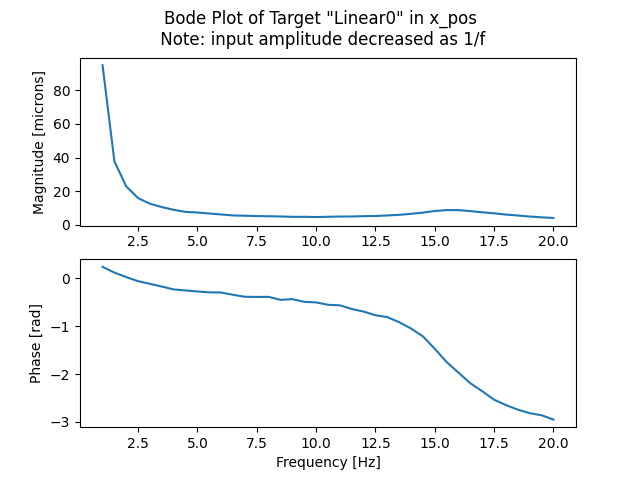 Bode Plot of Target "Linear0" in x_pos
Note: input amplitude decreased as 1/f
Magnitude [microns]
80
60
40
20
0
2.5 5.0 7.5 10.0 12.5 15.0 17.5 20.0
Phase [rad]
0
−1
−2
−3
2.5 5.0 7.5 10.0 12.5 15.0 17.5 20.0
Frequency [Hz]